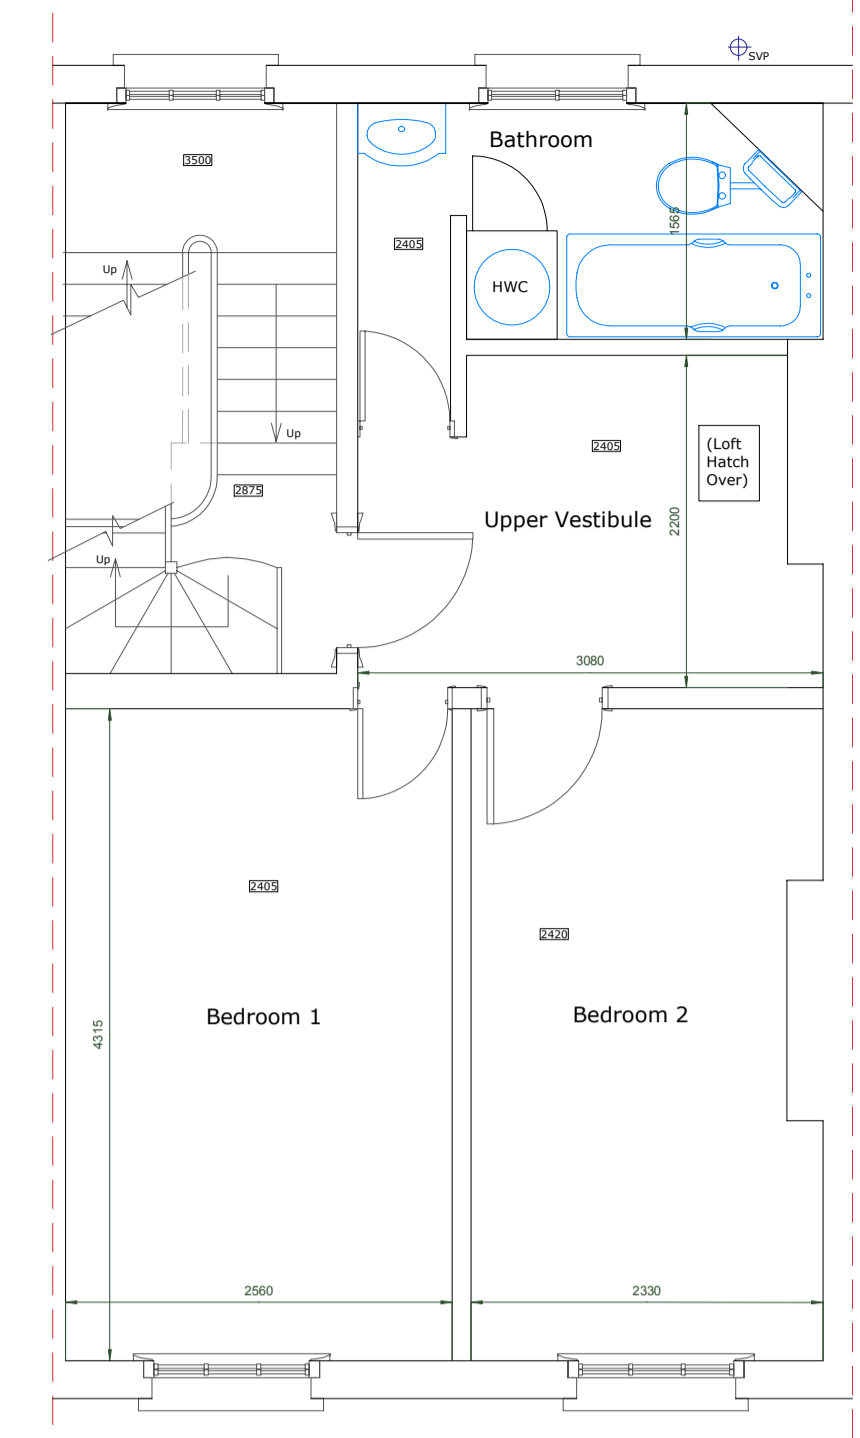 SVP
Bathroom
3500
1565
2405
Up
HWC
Up
2405
(Loft
Hatch
Over)
2875
Upper Vestibule
2200
Up
3080
2405
2420
Bedroom 1
Bedroom 2
4315
2560
2330